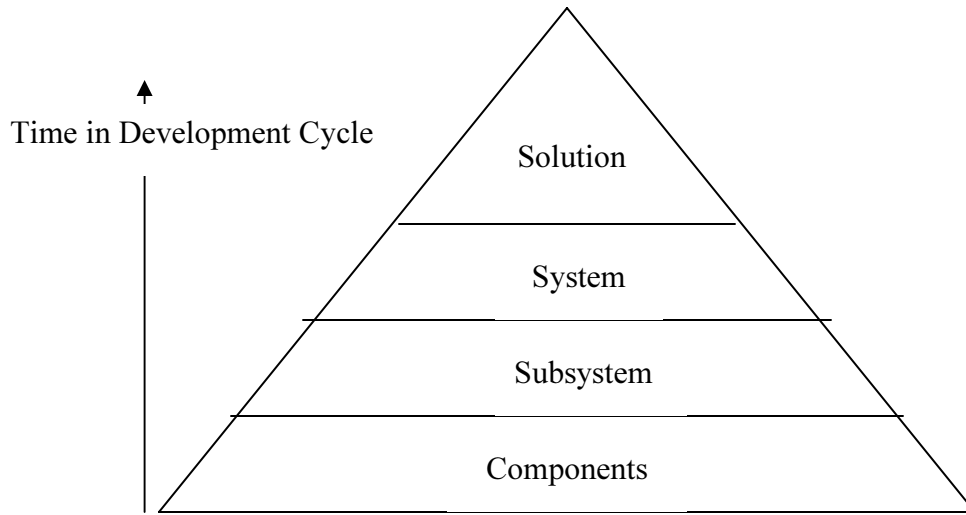 Time in Development Cycle
Solution
System
Subsystem
Components